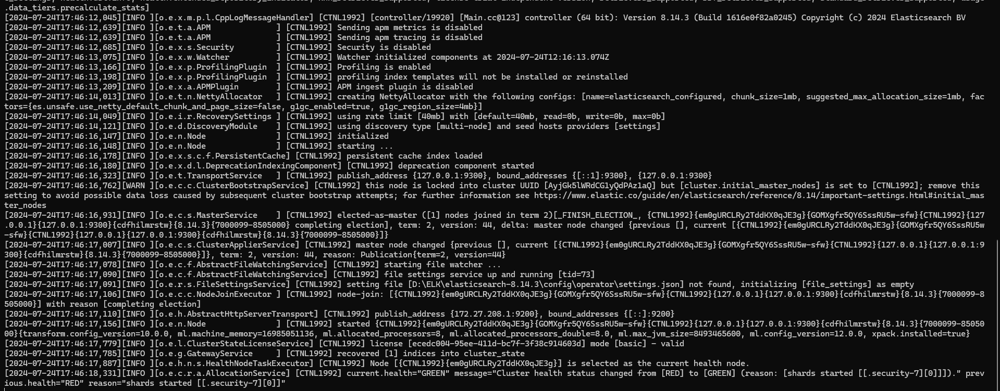 .data_tiers.precalculate_stats]
[2024-07-24T17:46:12,045][INFO ][o.e.x.m.p.l.CppLogMessageHandler] [CTNL1992] [controller/19920] [Main.cc@123] controller (64 bit): Version 8.14.3 (Build 1616e0f82a0245) Copyright (c) 2024 Elasticsearch BV
[2024-07-24T17:46:12,639][INFO ][o.e.t.a.APM              ] [CTNL1992] Sending apm metrics is disabled
[2024-07-24T17:46:12,639][INFO ][o.e.t.a.APM              ] [CTNL1992] Sending apm tracing is disabled
[2024-07-24T17:46:12,685][INFO ][o.e.x.s.Security         ] [CTNL1992] Security is disabled
[2024-07-24T17:46:13,075][INFO ][o.e.x.w.Watcher          ] [CTNL1992] Watcher initialized components at 2024-07-24T12:16:13.074Z
[2024-07-24T17:46:13,166][INFO ][o.e.x.p.ProfilingPlugin  ] [CTNL1992] Profiling is enabled
[2024-07-24T17:46:13,198][INFO ][o.e.x.p.ProfilingPlugin  ] [CTNL1992] profiling index templates will not be installed or reinstalled
[2024-07-24T17:46:13,209][INFO ][o.e.x.a.APMPlugin        ] [CTNL1992] APM ingest plugin is disabled
[2024-07-24T17:46:14,013][INFO ][o.e.t.n.NettyAllocator   ] [CTNL1992] creating NettyAllocator with the following configs: [name=elasticsearch_configured, chunk_size=1mb, suggested_max_allocation_size=1mb, fac
tors={es.unsafe.use_netty_default_chunk_and_page_size=false, g1gc_enabled=true, g1gc_region_size=4mb}]
[2024-07-24T17:46:14,049][INFO ][o.e.i.r.RecoverySettings ] [CTNL1992] using rate limit [40mb] with [default=40mb, read=0b, write=0b, max=0b]
[2024-07-24T17:46:14,121][INFO ][o.e.d.DiscoveryModule    ] [CTNL1992] using discovery type [multi-node] and seed hosts providers [settings]
[2024-07-24T17:46:16,147][INFO ][o.e.n.Node               ] [CTNL1992] initialized
[2024-07-24T17:46:16,148][INFO ][o.e.n.Node               ] [CTNL1992] starting ...
[2024-07-24T17:46:16,178][INFO ][o.e.x.s.c.f.PersistentCache] [CTNL1992] persistent cache index loaded
[2024-07-24T17:46:16,180][INFO ][o.e.x.d.l.DeprecationIndexingComponent] [CTNL1992] deprecation component started
[2024-07-24T17:46:16,323][INFO ][o.e.t.TransportService   ] [CTNL1992] publish_address {127.0.0.1:9300}, bound_addresses {[::1]:9300}, {127.0.0.1:9300}
[2024-07-24T17:46:16,762][WARN ][o.e.c.c.ClusterBootstrapService] [CTNL1992] this node is locked into cluster UUID [AyjGk5lWRdCG1yQdPAz1aQ] but [cluster.initial_master_nodes] is set to [CTNL1992]; remove this
setting to avoid possible data loss caused by subsequent cluster bootstrap attempts; for further information see https://www.elastic.co/guide/en/elasticsearch/reference/8.14/important-settings.html#initial_mas
ter_nodes
[2024-07-24T17:46:16,931][INFO ][o.e.c.s.MasterService    ] [CTNL1992] elected-as-master ([1] nodes joined in term 2)[_FINISH_ELECTION_, {CTNL1992}{em0gURCLRy2TddKX0qJE3g}{GOMXgfr5QY6SssRU5w-sfw}{CTNL1992}{127
.0.0.1}{127.0.0.1:9300}{cdfhilmrstw}{8.14.3}{7000099-8505000} completing election], term: 2, version: 44, delta: master node changed {previous [], current [{CTNL1992}{em0gURCLRy2TddKX0qJE3g}{GOMXgfr5QY6SssRU5w
-sfw}{CTNL1992}{127.0.0.1}{127.0.0.1:9300}{cdfhilmrstw}{8.14.3}{7000099-8505000}]}
[2024-07-24T17:46:17,007][INFO ][o.e.c.s.ClusterApplierService] [CTNL1992] master node changed {previous [], current [{CTNL1992}{em0gURCLRy2TddKX0qJE3g}{GOMXgfr5QY6SssRU5w-sfw}{CTNL1992}{127.0.0.1}{127.0.0.1:9
300}{cdfhilmrstw}{8.14.3}{7000099-8505000}]}, term: 2, version: 44, reason: Publication{term=2, version=44}
[2024-07-24T17:46:17,078][INFO ][o.e.c.f.AbstractFileWatchingService] [CTNL1992] starting file watcher ...
[2024-07-24T17:46:17,090][INFO ][o.e.c.f.AbstractFileWatchingService] [CTNL1992] file settings service up and running [tid=73]
[2024-07-24T17:46:17,091][INFO ][o.e.r.s.FileSettingsService] [CTNL1992] setting file [D:\ELK\elasticsearch-8.14.3\config\operator\settings.json] not found, initializing [file_settings] as empty
[2024-07-24T17:46:17,106][INFO ][o.e.c.c.NodeJoinExecutor ] [CTNL1992] node-join: [{CTNL1992}{em0gURCLRy2TddKX0qJE3g}{GOMXgfr5QY6SssRU5w-sfw}{CTNL1992}{127.0.0.1}{127.0.0.1:9300}{cdfhilmrstw}{8.14.3}{7000099-8
505000}] with reason [completing election]
[2024-07-24T17:46:17,110][INFO ][o.e.h.AbstractHttpServerTransport] [CTNL1992] publish_address {172.27.208.1:9200}, bound_addresses {[::]:9200}
[2024-07-24T17:46:17,156][INFO ][o.e.n.Node               ] [CTNL1992] started {CTNL1992}{em0gURCLRy2TddKX0qJE3g}{GOMXgfr5QY6SssRU5w-sfw}{CTNL1992}{127.0.0.1}{127.0.0.1:9300}{cdfhilmrstw}{8.14.3}{7000099-85050
00}{transform.config_version=10.0.0, ml.machine_memory=16985051136, ml.allocated_processors=8, ml.allocated_processors_double=8.0, ml.max_jvm_size=8493465600, ml.config_version=12.0.0, xpack.installed=true}
[2024-07-24T17:46:17,779][INFO ][o.e.l.ClusterStateLicenseService] [CTNL1992] license [ecedc004-95ee-411d-bc7f-3f38c914603d] mode [basic] - valid
[2024-07-24T17:46:17,785][INFO ][o.e.g.GatewayService     ] [CTNL1992] recovered [1] indices into cluster_state
[2024-07-24T17:46:17,887][INFO ][o.e.h.n.s.HealthNodeTaskExecutor] [CTNL1992] Node [{CTNL1992}{em0gURCLRy2TddKX0qJE3g}] is selected as the current health node.
[2024-07-24T17:46:18,331][INFO ][o.e.c.r.a.AllocationService] [CTNL1992] current.health="GREEN" message="Cluster health status changed from [RED] to [GREEN] (reason: [shards started [[.security-7][0]]])." prev
ious.health="RED" reason="shards started [[.security-7][0]]"